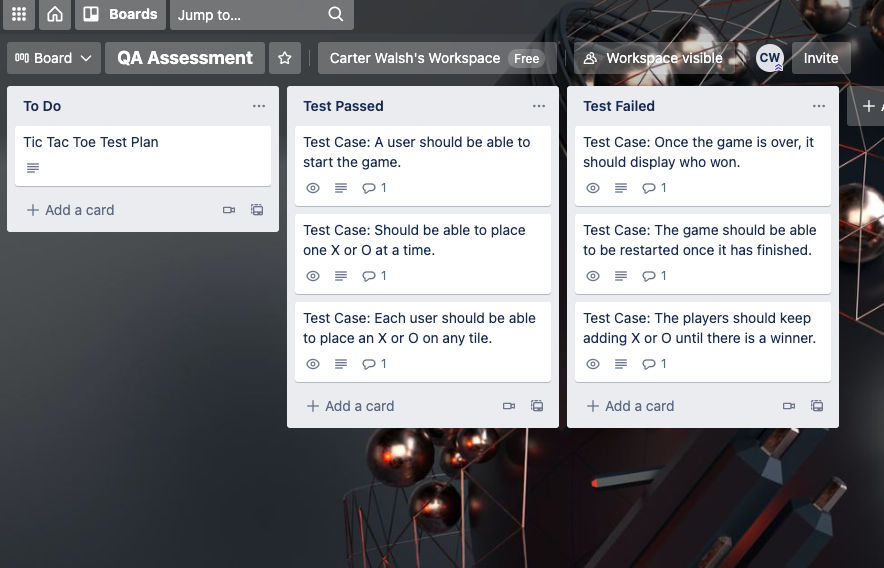 Boards
Jump to...
Board
QA Assessment
Carter Walsh's Workspace
Free
Workspace visible
CW
Invite
To Do
Tic Tac Toe Test Plan
Add a card
Test Passed
Test Case: A user should be able to
start the game.
1
Test Case: Should be able to place
one X or O at a time.
1
Test Case: Each user should be able
to place an X or O on any tile.
1
Add a card
Test Failed
Test Case: Once the game is over, it
should display who won.
1
Test Case: The game should be able
to be restarted once it has finished.
1
Test Case: The players should keep
adding X or O until there is a winner.
1
Add a card